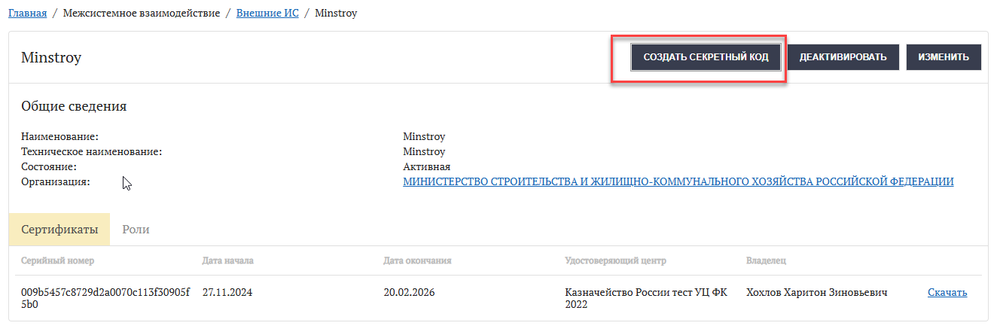 Главная / Межсистемное взаимодействие / Внешние ИС / Minstroy
Minstroy
СОЗДАТЬ СЕКРЕТНЫЙ КОД
ДЕАКТИВИРОВАТЬ
ИЗМЕНИТЬ
Общие сведения
Наименование: Minstroy
Техническое наименование: Minstroy
Состояние: Активная
Организация: МИНИСТЕРСТВО СТРОИТЕЛЬСТВА И ЖИЛИЩНО-КОММУНАЛЬНОГО ХОЗЯЙСТВА РОССИЙСКОЙ ФЕДЕРАЦИИ
Сертификаты Роли
Серийный номер Дата начала Дата окончания Удостоверяющий центр Владелец
009b5457c8729d2a0070c113f30905f 27.11.2024 20.02.2026 Казначейство России тест УЦ ФК Хохлов Харитон Зиновьевич Скачать
5b0 2022